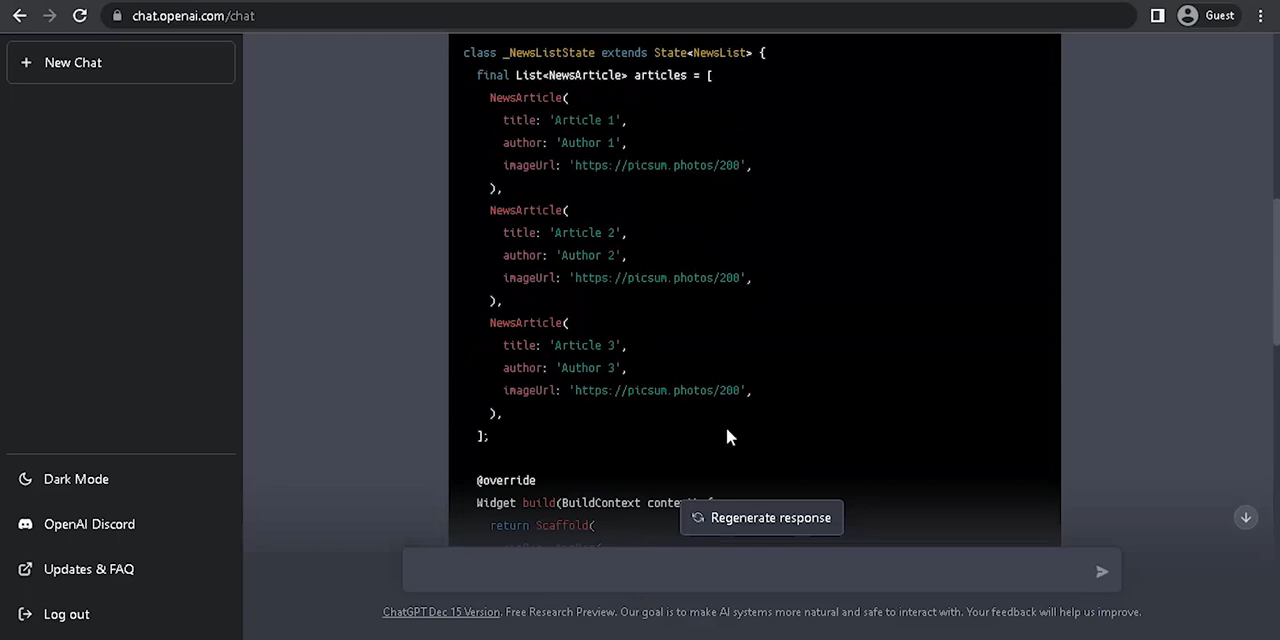 chat.openai.com/chat
Guest
+ New Chat
class _NewsListState extends State<NewsList> {
final List<NewsArticle> articles = [
NewsArticle(
title: 'Article 1',
author: 'Author 1',
imageUrl: 'https://picsum.photos/200',
),
NewsArticle(
title: 'Article 2',
author: 'Author 2',
imageUrl: 'https://picsum.photos/200',
),
NewsArticle(
title: 'Article 3',
author: 'Author 3',
imageUrl: 'https://picsum.photos/200',
),
];
@override
Widget build(BuildContext
return Scaffold(
Regenerate response
Dark Mode
OpenAI Discord
Updates & FAQ
Log out
ChatGPT Dec 15 Version. Free Research Preview. Our goal is to make AI systems more natural and safe to interact with. Your feedback will help us improve.